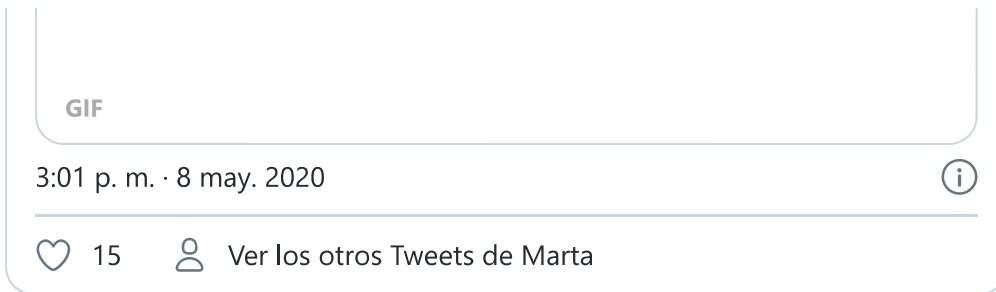 GIF
3:01 p. m. · 8 may. 2020
15 Ver los otros Tweets de Marta